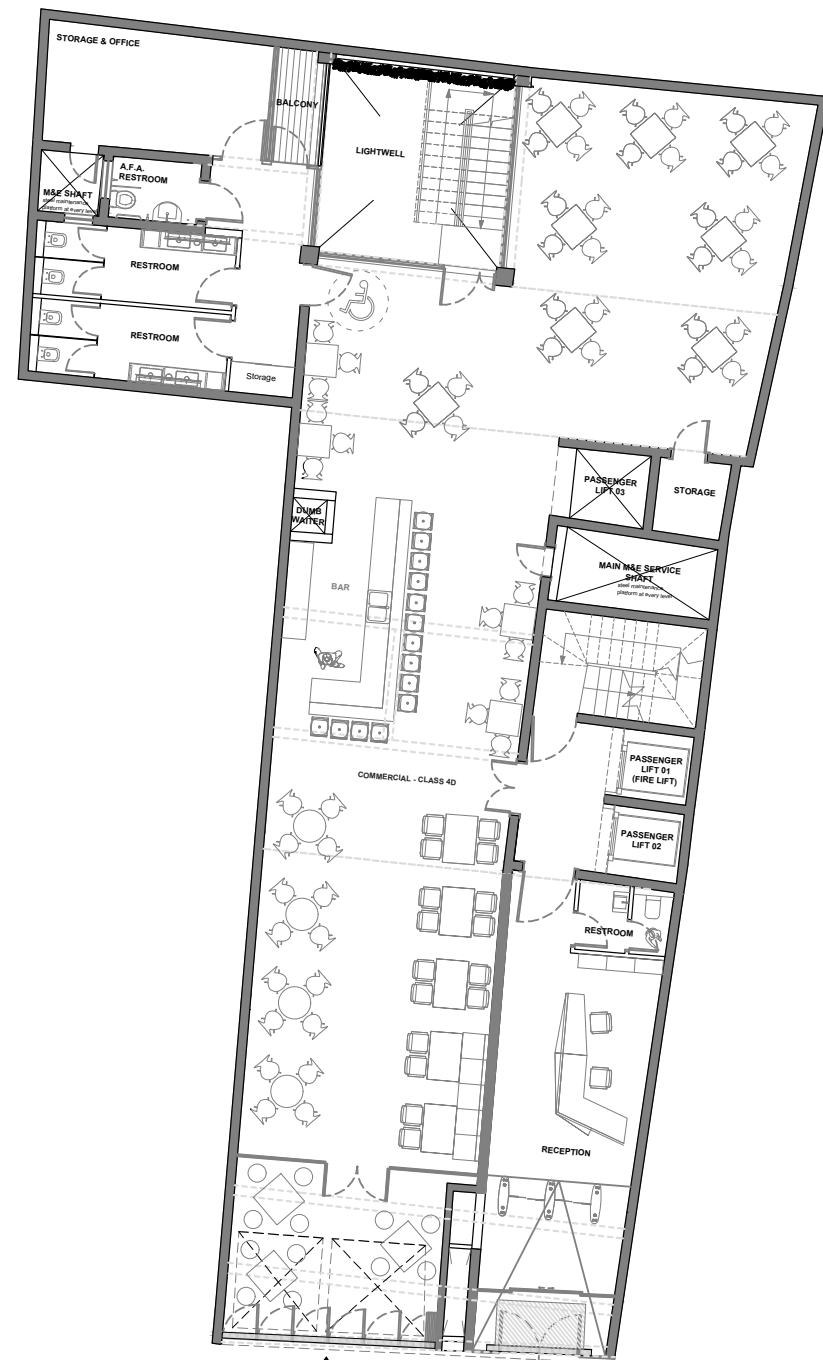 STORAGE & OFFICE
BALCONY
LIGHTWELL
A.F.A.
RESTROOM
M&E SHAFT
steel maintenance
platform at every level
RESTROOM
RESTROOM
Storage
PASSENGER
LIFT 03
STORAGE
DUMB
WAITER
MAIN M&E SERVICE
SHAFT
steel maintenance
platform at every level
BAR
PASSENGER
LIFT 01
(FIRE LIFT)
COMMERCIAL - CLASS 4D
PASSENGER
LIFT 02
RESTROOM
RECEPTION